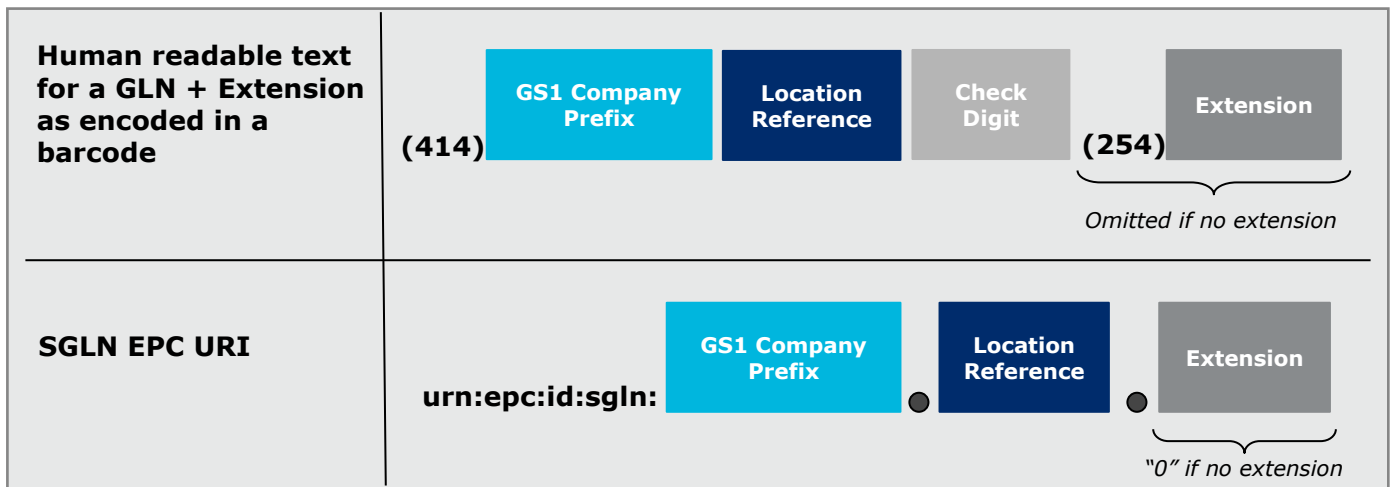 Human readable text
for a GLN + Extension
as encoded in a
barcode
(414)
GS1 Company
Prefix
Location
Reference
Check
Digit
(254)
Extension
Omitted if no extension
SGLN EPC URI
urn:epc:id:sgln:
GS1 Company
Prefix
Location
Reference
Extension
“0” if no extension